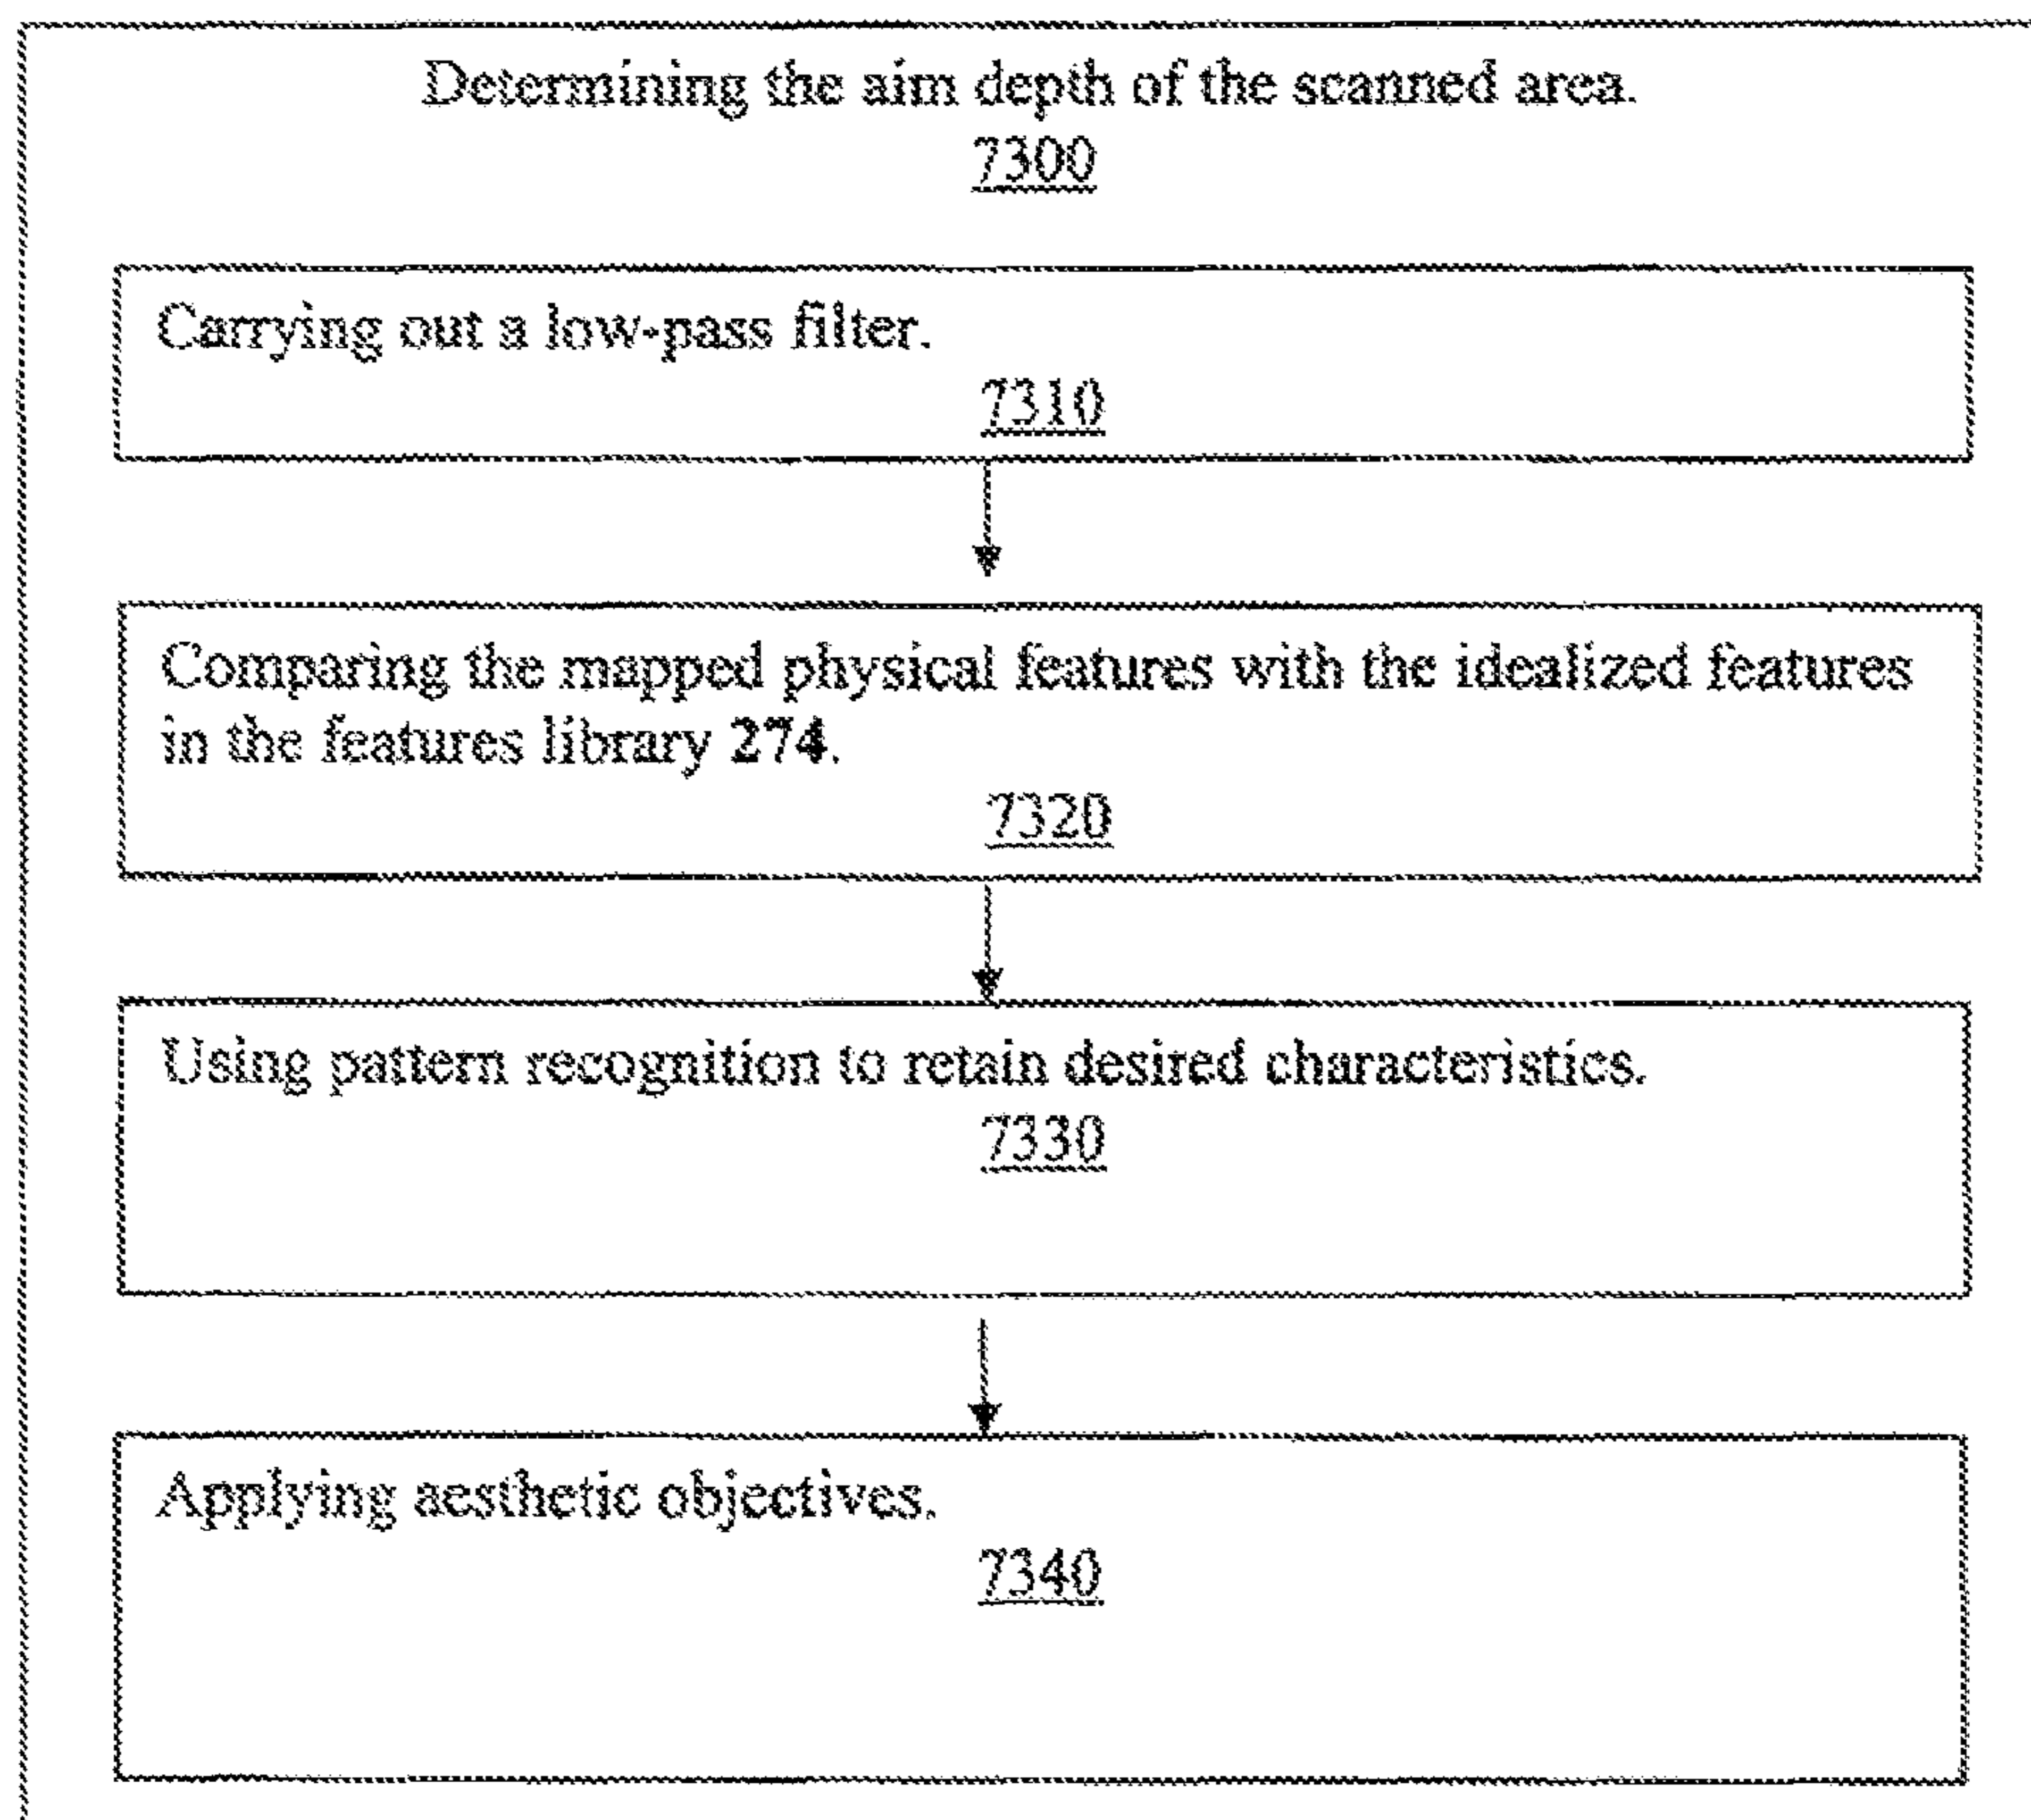 Determining the aim depth of the scanned area.
7300
Carrying out a low-pass filter.
7310
Comparing the mapped physical features with the idealized features
in the features library 274.
7320
Using pattern recognition to retain desired characteristics.
7330
Applying aesthetic objectives.
7340